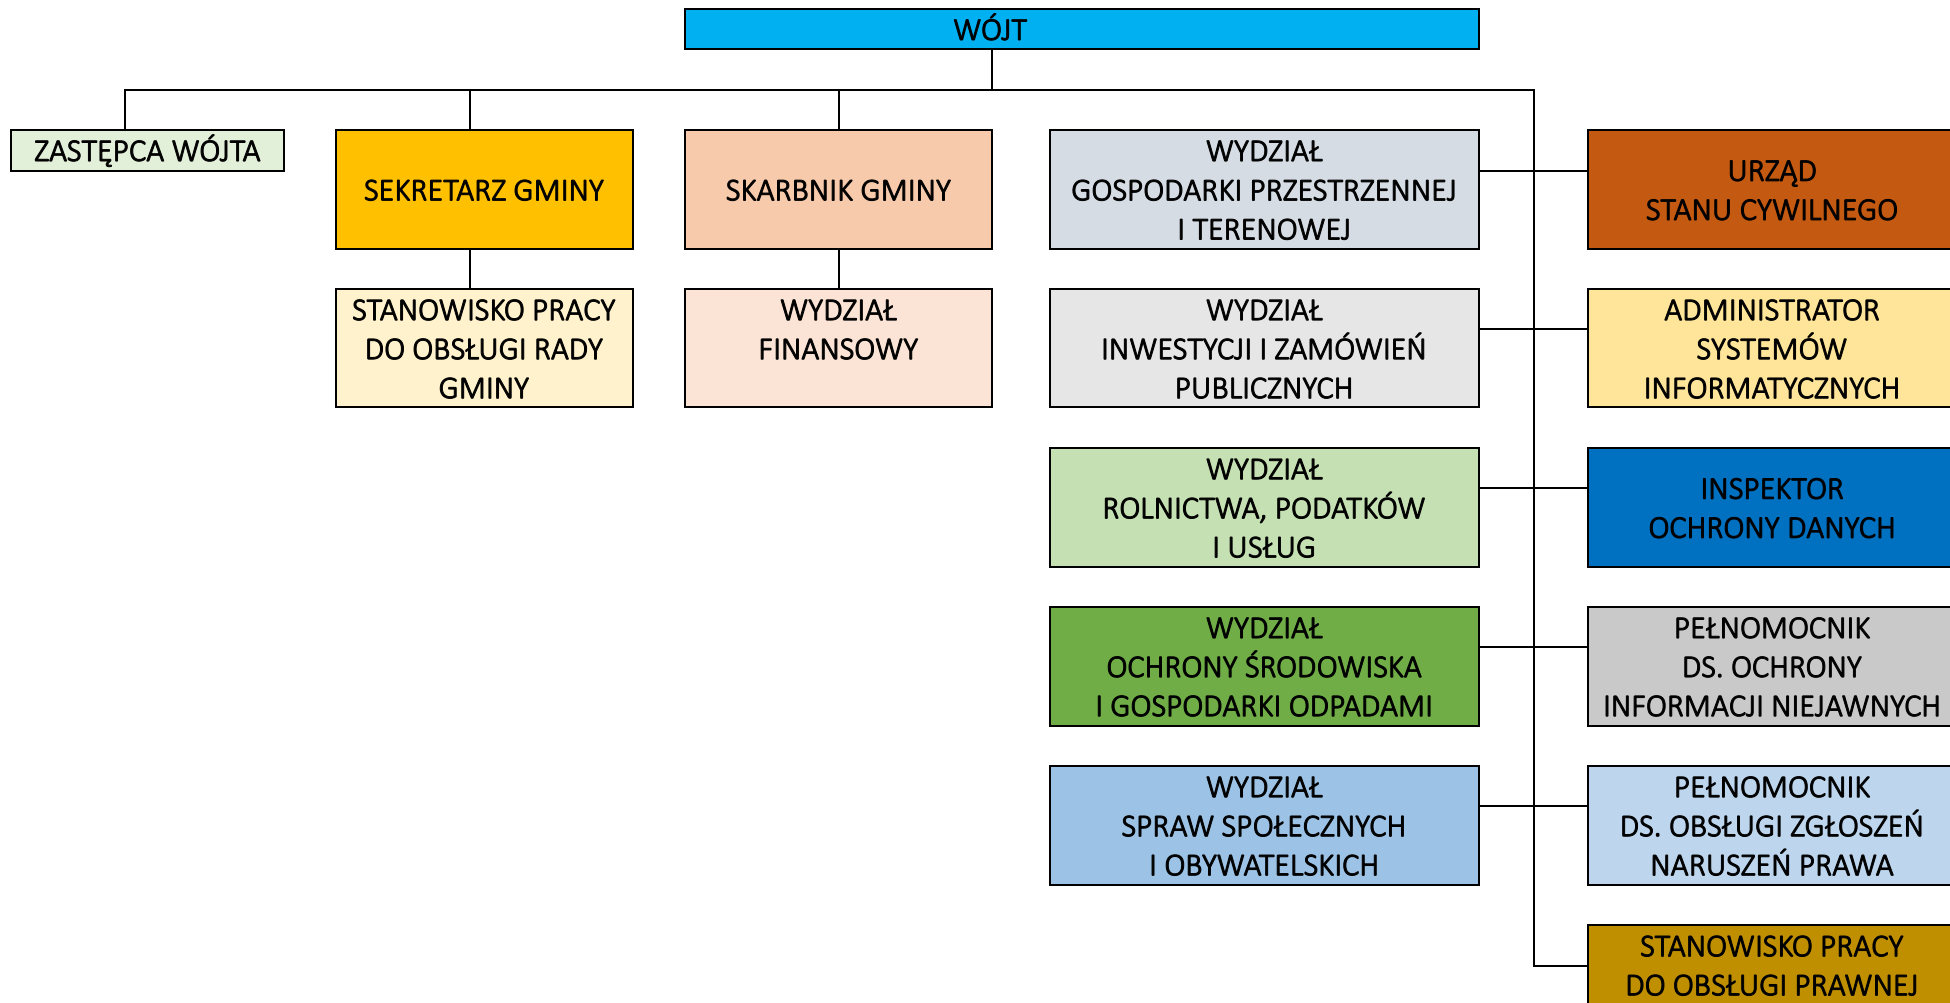 WÓJT
ZASTĘPCA WÓJTA
SEKRETARZ GMINY
SKARBNIK GMINY
WYDZIAŁ
GOSPODARKI PRZESTRZENNEJ
I TERENOWEJ
URZĄD
STANU CYWILNEGO
STANOWISKO PRACY
DO OBSŁUGI RADY
GMINY
WYDZIAŁ
FINANSOWY
WYDZIAŁ
INWESTYCJI I ZAMÓWIEŃ
PUBLICZNYCH
ADMINISTRATOR
SYSTEMÓW
INFORMATYCZNYCH
WYDZIAŁ
ROLNICTWA, PODATKÓW
I USŁUG
INSPEKTOR
OCHRONY DANYCH
WYDZIAŁ
OCHRONY ŚRODOWISKA
I GOSPODARKI ODPADAMI
PEŁNOMOCNIK
DS. OCHRONY
INFORMACJI NIEJAWNYCH
WYDZIAŁ
SPRAW SPOŁECZNYCH
I OBYWATELSKICH
PEŁNOMOCNIK
DS. OBSŁUGI ZGŁOSZEŃ
NARUSZEŃ PRAWA
STANOWISKO PRACY
DO OBSŁUGI PRAWNEJ